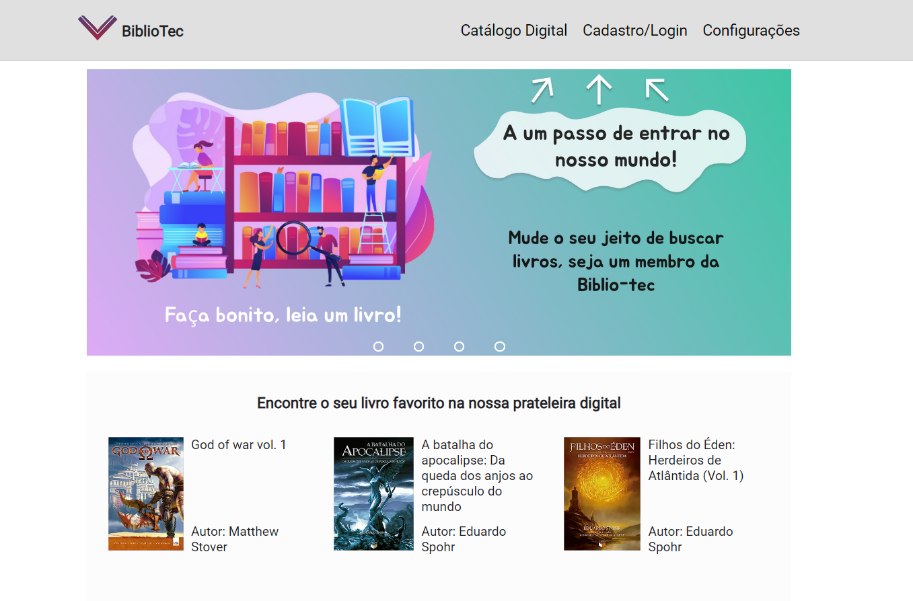 BiblioTec
Catálogo Digital
Cadastro/Login
Configurações
A um passo de entrar no
nosso mundo!
Mude o seu jeito de buscar
livros, seja um membro da
Biblio-tec
Faça bonito, leia um livro!
Encontre o seu livro favorito na nossa prateleira digital
GOD OF WAR
God of war vol. 1
Autor: Matthew
Stover
A BATALHA DO
APOCALIPSE
A batalha do
apocalipse: Da
queda dos anjos ao
crepúsculo do
mundo
Autor: Eduardo
Spohr
FILHOS DO ÉDEN
Filhos do Éden:
Herdeiros de
Atlântida (Vol. 1)
Autor: Eduardo
Spohr